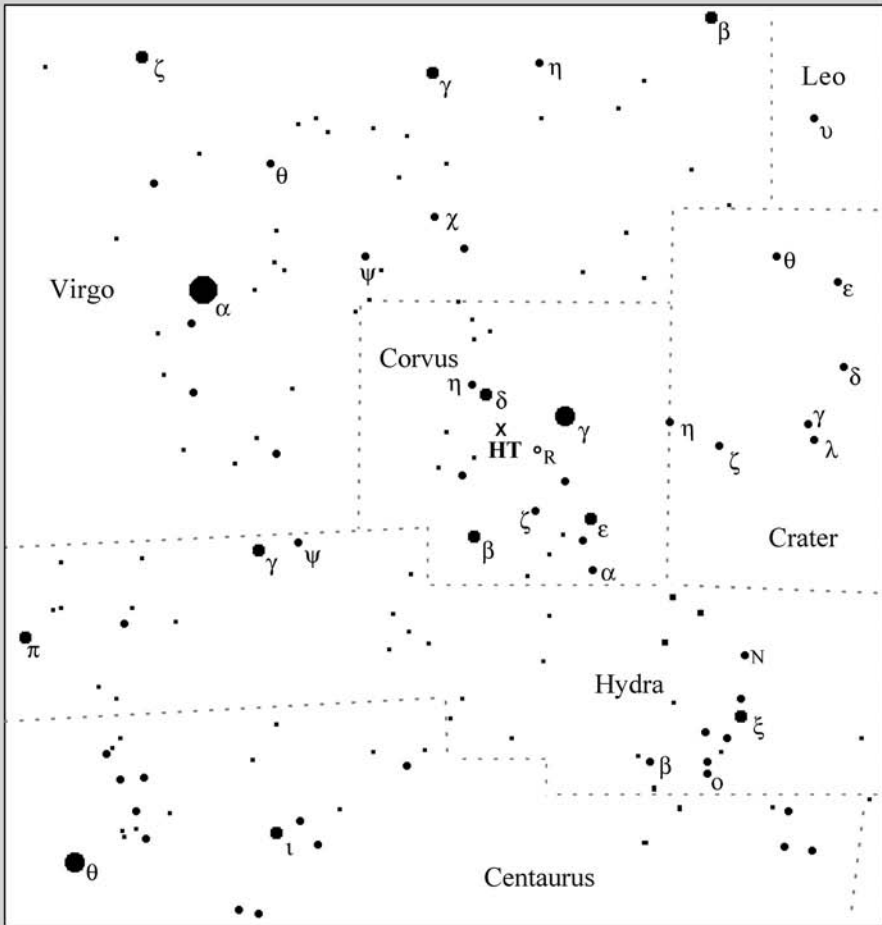 β
ζ
γ
η
Leo
υ
θ
χ
ψ
θ
ε
Virgo
α
Corvus
δ
η
δ
γ
γ
η
x
HT
R
λ
ζ
ζ
ε
β
Crater
γ
ψ
α
π
N
Hydra
ξ
β
ο
ι
θ
Centaurus